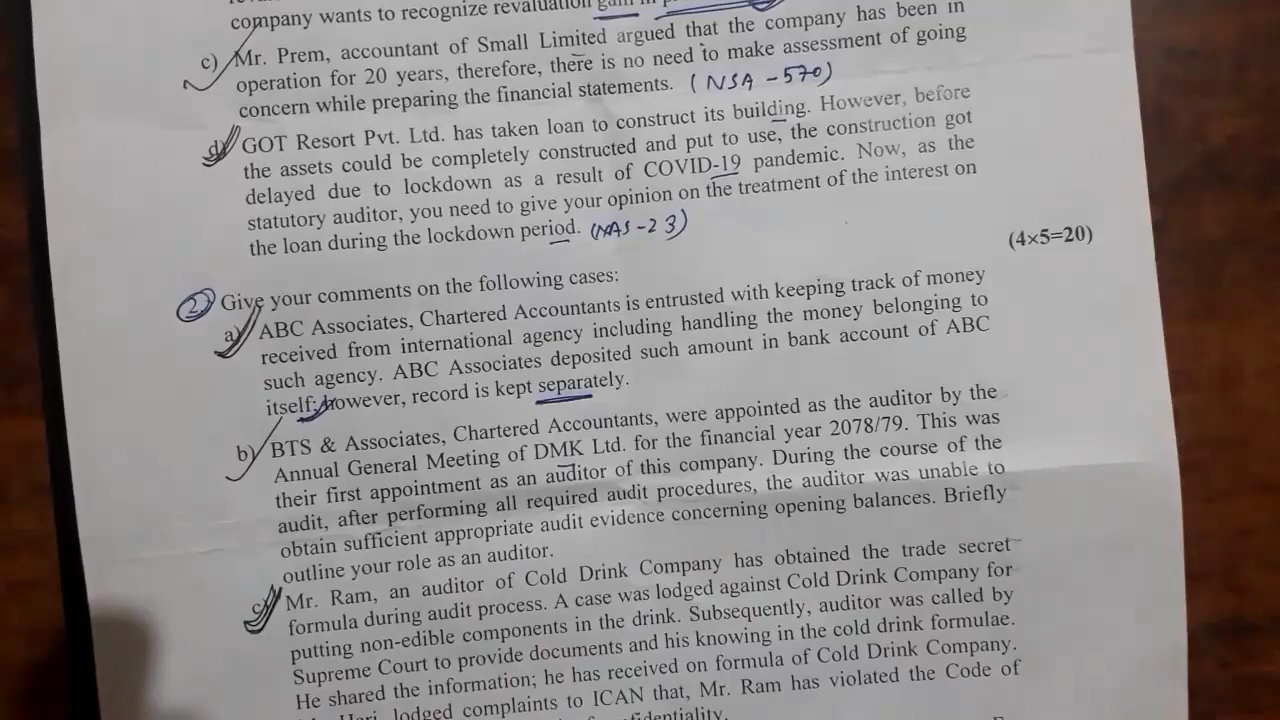 company wants to recognize revaluation gain in
c) Mr. Prem, accountant of Small Limited argued that the company has been in
operation for 20 years, therefore, there is no need to make assessment of going
concern while preparing the financial statements. (NSA - 570)
d) GOT Resort Pvt. Ltd. has taken loan to construct its building. However, before
the assets could be completely constructed and put to use, the construction got
delayed due to lockdown as a result of COVID-19 pandemic. Now, as the
statutory auditor, you need to give your opinion on the treatment of the interest on
the loan during the lockdown period. (NAS - 23)
(4×5=20)
2. Give your comments on the following cases:
a) ABC Associates, Chartered Accountants is entrusted with keeping track of money
received from international agency including handling the money belonging to
such agency. ABC Associates deposited such amount in bank account of ABC
itself; however, record is kept separately.
b) BTS & Associates, Chartered Accountants, were appointed as the auditor by the
Annual General Meeting of DMK Ltd. for the financial year 2078/79. This was
their first appointment as an auditor of this company. During the course of the
audit, after performing all required audit procedures, the auditor was unable to
obtain sufficient appropriate audit evidence concerning opening balances. Briefly
outline your role as an auditor.
c) Mr. Ram, an auditor of Cold Drink Company has obtained the trade secret
formula during audit process. A case was lodged against Cold Drink Company for
putting non-edible components in the drink. Subsequently, auditor was called by
Supreme Court to provide documents and his knowing in the cold drink formulae.
He shared the information; he has received on formula of Cold Drink Company.
Hari, lodged complaints to ICAN that, Mr. Ram has violated the Code of